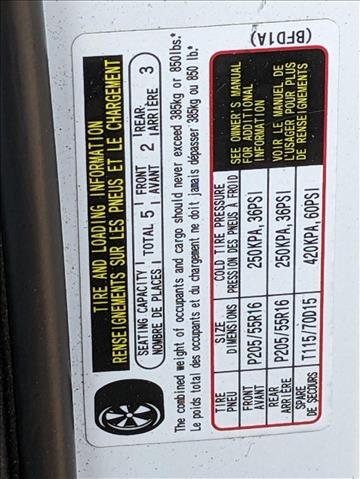 TIRE AND LOADING INFORMATION
RENSEIGNEMENTS SUR LES PNEUS ET LE CHARGEMENT
SEATING CAPACITY TOTAL 5 FRONT 2 REAR 3
NOMBRE DE PLACES AVANT ARRIÈRE
The combined weight of occupants and cargo should never exceed 385kg or 850lbs.*
Le poids total des occupants et du chargement ne doit jamais dépasser 385kg ou 850 lb.*
TIRE SIZE COLD TIRE PRESSURE
PNEU DIMENSIONS PRESSION DES PNEUS À FROID
FRONT P205/55R16 250KPA, 36PSI
AVANT
REAR P205/55R16 250KPA, 36PSI
ARRIÈRE
SPARE T115/70D15 420KPA, 60PSI
DE SECOURS
SEE OWNER'S MANUAL
FOR ADDITIONAL
INFORMATION
VOIR LE MANUEL DE
L'USAGER POUR PLUS
DE RENSEIGNEMENTS
(BFD1A)